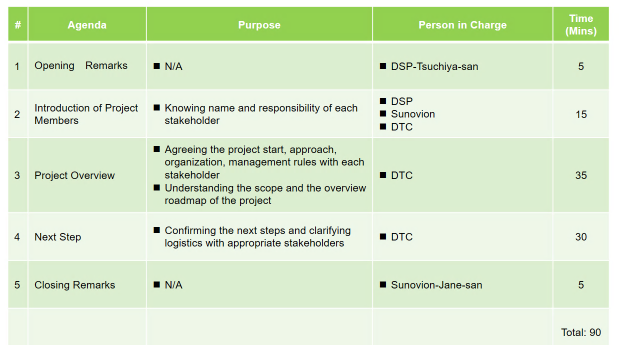 # Agenda Purpose Person in Charge Time
(Mins)
1 Opening Remarks ■ N/A ■ DSP-Tsuchiya-san 5
2 Introduction of Project
Members
■ Knowing name and responsibility of each
stakeholder
■ DSP
■ Sunovion
■ DTC
15
3 Project Overview
■ Agreeing the project start, approach,
organization, management rules with each
stakeholder
■ Understanding the scope and the overview
roadmap of the project
■ DTC
35
4 Next Step
■ Confirming the next steps and clarifying
logistics with appropriate stakeholders
■ DTC
30
5 Closing Remarks ■ N/A ■ Sunovion-Jane-san 5
Total: 90